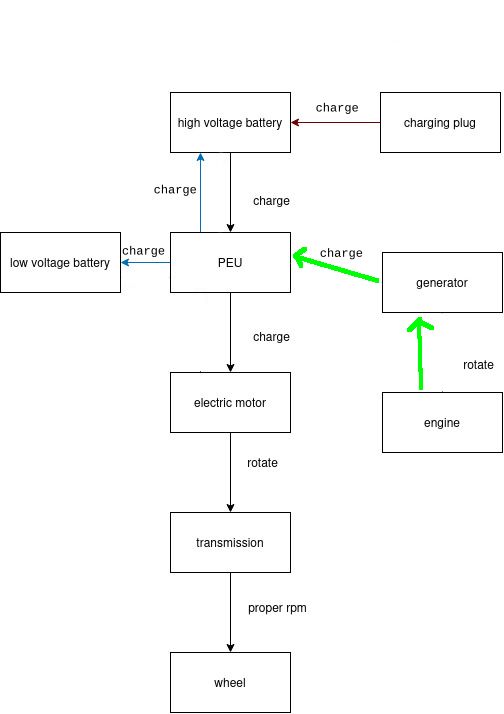 charge
high voltage battery
charging plug
charge
charge
charge
charge
low voltage battery
PEU
generator
charge
rotate
electric motor
engine
rotate
transmission
proper rpm
wheel